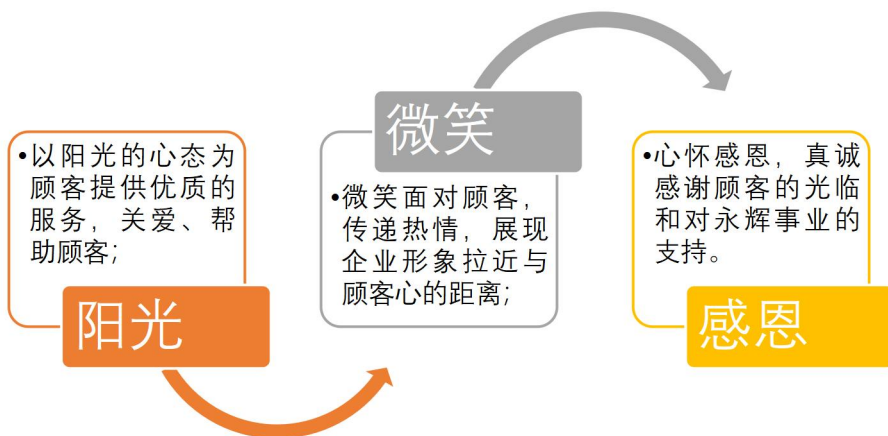 •以阳光的心态为
顾客提供优质的
服务，关爱、帮
助顾客；
阳光
微笑
•微笑面对顾客，
传递热情，展现
企业形象拉近与
顾客心的距离；
•心怀感恩，真诚
感谢顾客的光临
和对永辉事业的
支持。
感恩